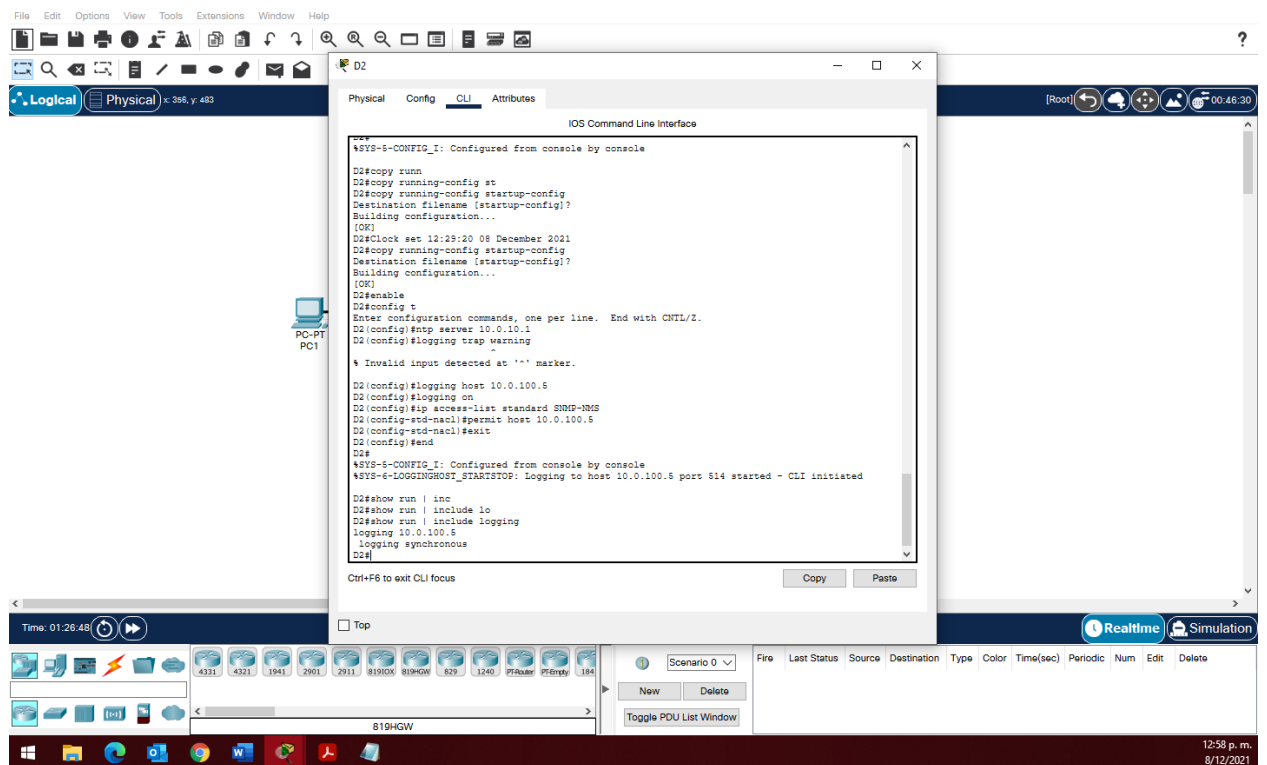 File Edit Options View Tools Extensions Window Help
?
D2
Logical Physical x: 356, y: 483
[Root] 00:46:30
Physical Config CLI Attributes
IOS Command Line Interface
D2#
%SYS-5-CONFIG_I: Configured from console by console
D2#copy runn
D2#copy running-config st
D2#copy running-config startup-config
Destination filename [startup-config]?
Building configuration...
[OK]
D2#Clock set 12:29:20 08 December 2021
D2#copy running-config startup-config
Destination filename [startup-config]?
Building configuration...
[OK]
D2#enable
D2#config t
Enter configuration commands, one per line. End with CNTL/Z.
D2(config)#ntp server 10.0.10.1
D2(config)#logging trap warning
^
% Invalid input detected at '^' marker.
D2(config)#logging host 10.0.100.5
D2(config)#logging on
D2(config)#ip access-list standard SNMP-NMS
D2(config-std-nacl)#permit host 10.0.100.5
D2(config-std-nacl)#exit
D2(config)#end
D2#
%SYS-5-CONFIG_I: Configured from console by console
%SYS-6-LOGGINGHOST_STARTSTOP: Logging to host 10.0.100.5 port 514 started - CLI initiated
D2#show run | inc
D2#show run | include lo
D2#show run | include logging
logging 10.0.100.5
logging synchronous
D2#
PC-PT
PC1
Ctrl+F6 to exit CLI focus
Copy Paste
Top
Time: 01:26:48
Realtime Simulation
4331 4321 1941 2901 2911 819IOX 819HGW 829 1240 PT-Router PT-Empty 184
819HGW
Scenario 0
New Delete
Toggle PDU List Window
Fire Last Status Source Destination Type Color Time(sec) Periodic Num Edit Delete
12:58 p. m.
8/12/2021